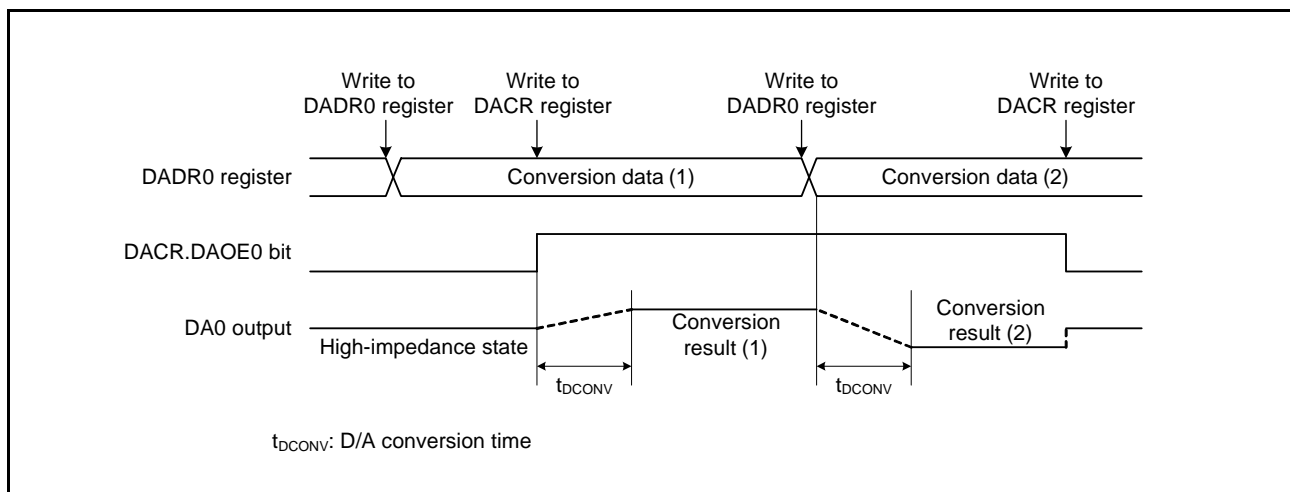 Write to
DADR0 register
Write to
DACR register
Write to
DADR0 register
Write to
DACR register
DADR0 register
Conversion data (1)
Conversion data (2)
DACR.DAOE0 bit
DA0 output
High-impedance state
Conversion
result (1)
Conversion
result (2)
tDCONV
tDCONV
tDCONV: D/A conversion time